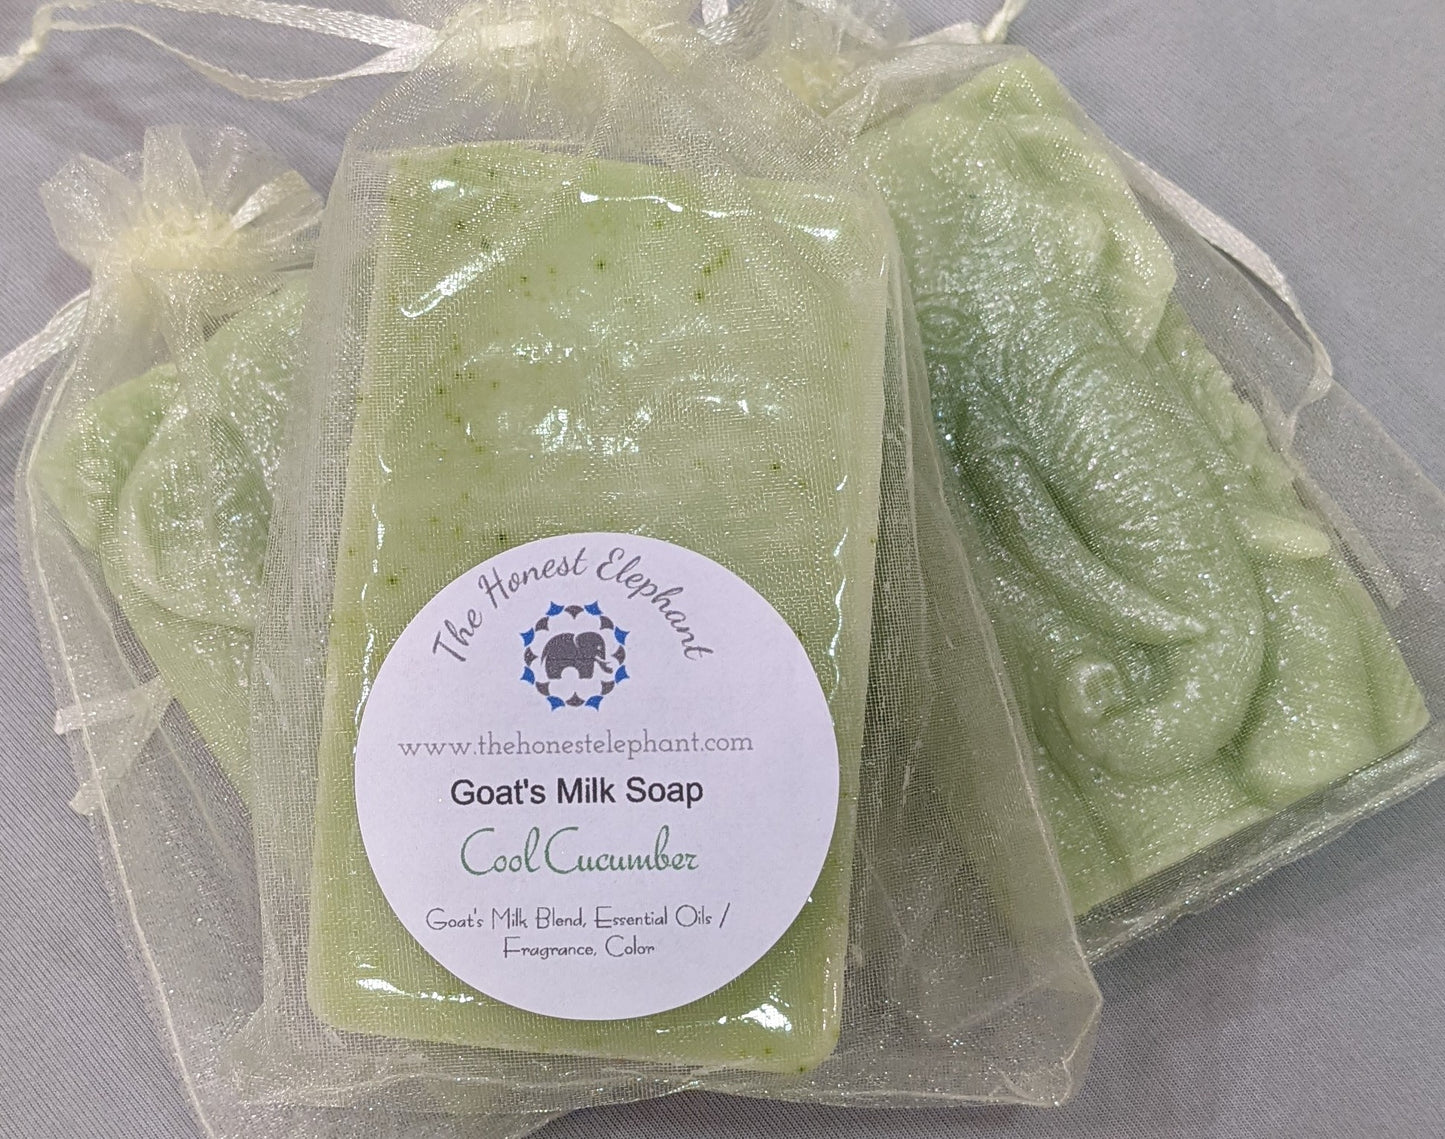 The Honest Elephant
www.thehonestelephant.com
Goat's Milk Soap
Cool Cucumber
Goat's Milk Blend, Essential Oils /
Fragrance, Color